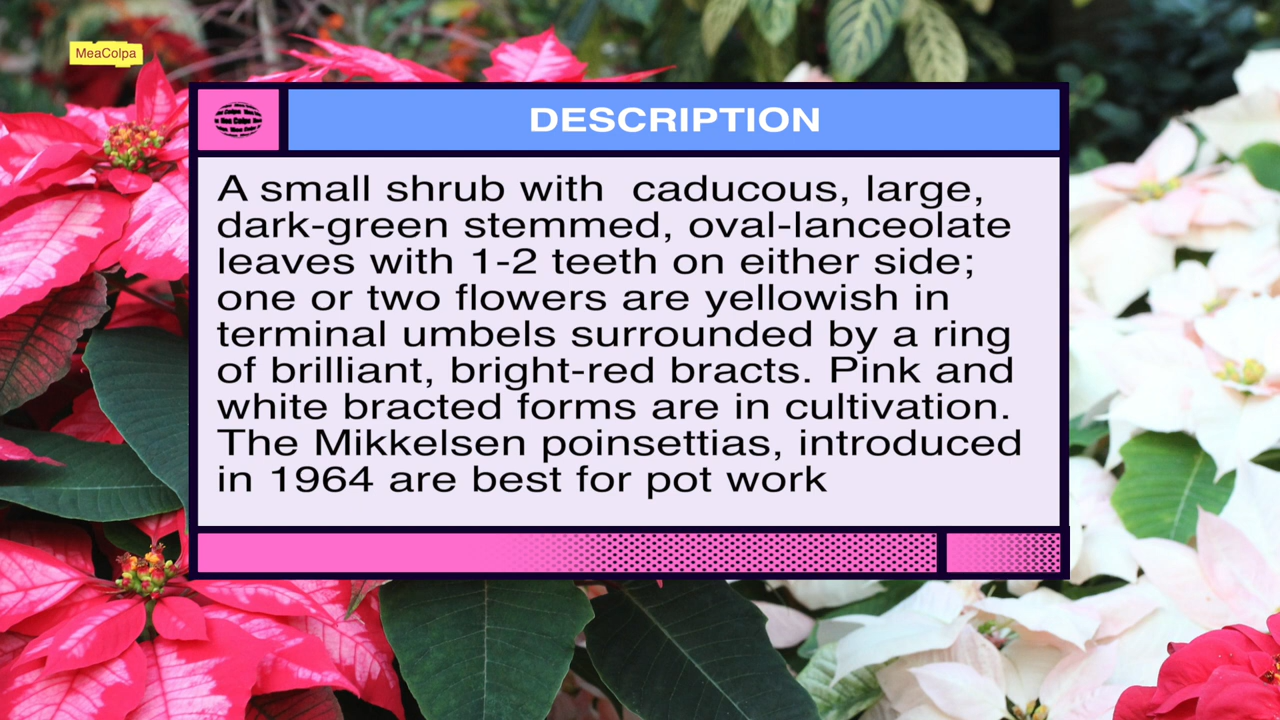 MeaColpa
DESCRIPTION
A small shrub with  caducous, large,
dark-green stemmed, oval-lanceolate
leaves with 1-2 teeth on either side;
one or two flowers are yellowish in
terminal umbels surrounded by a ring
of brilliant, bright-red bracts. Pink and
white bracted forms are in cultivation.
The Mikkelsen poinsettias, introduced
in 1964 are best for pot work